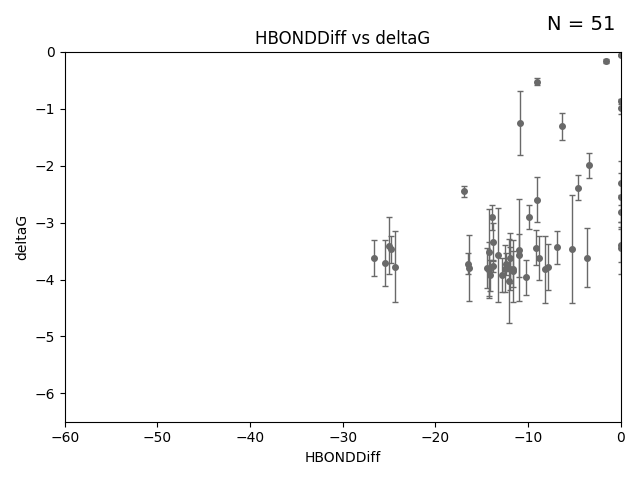 N = 51
HBONDDiff vs deltaG
0
−1
−2
−3
−4
−5
−6
deltaG
−60 −50 −40 −30 −20 −10 0
HBONDDiff